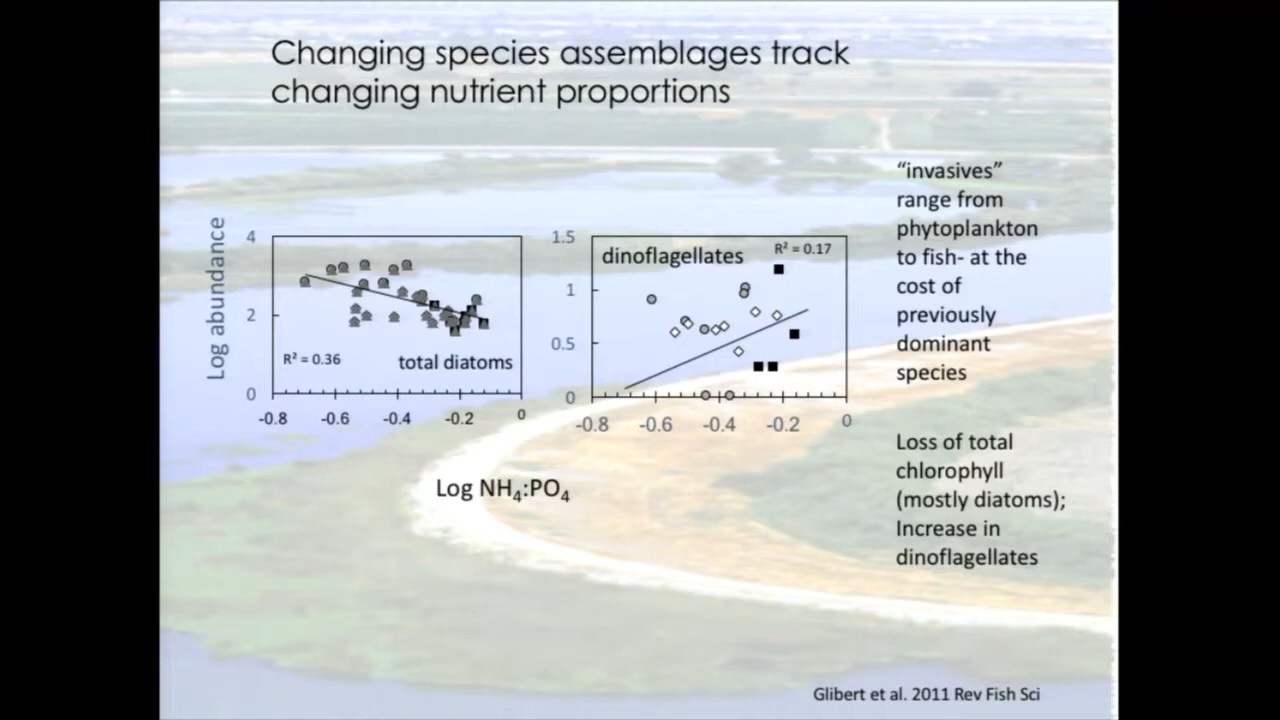 Changing species assemblages track
changing nutrient proportions
"invasives"
range from
phytoplankton
to fish- at the
cost of
previously
dominant
species
Loss of total
chlorophyll
(mostly diatoms);
Increase in
dinoflagellates
Log abundance
4
2
0
R² = 0.36
total diatoms
-0.8 -0.6 -0.4 -0.2 0
1.5
1
0.5
0
dinoflagellates
R² = 0.17
-0.8 -0.6 -0.4 -0.2 0
Log NH₄:PO₄
Glibert et al. 2011 Rev Fish Sci